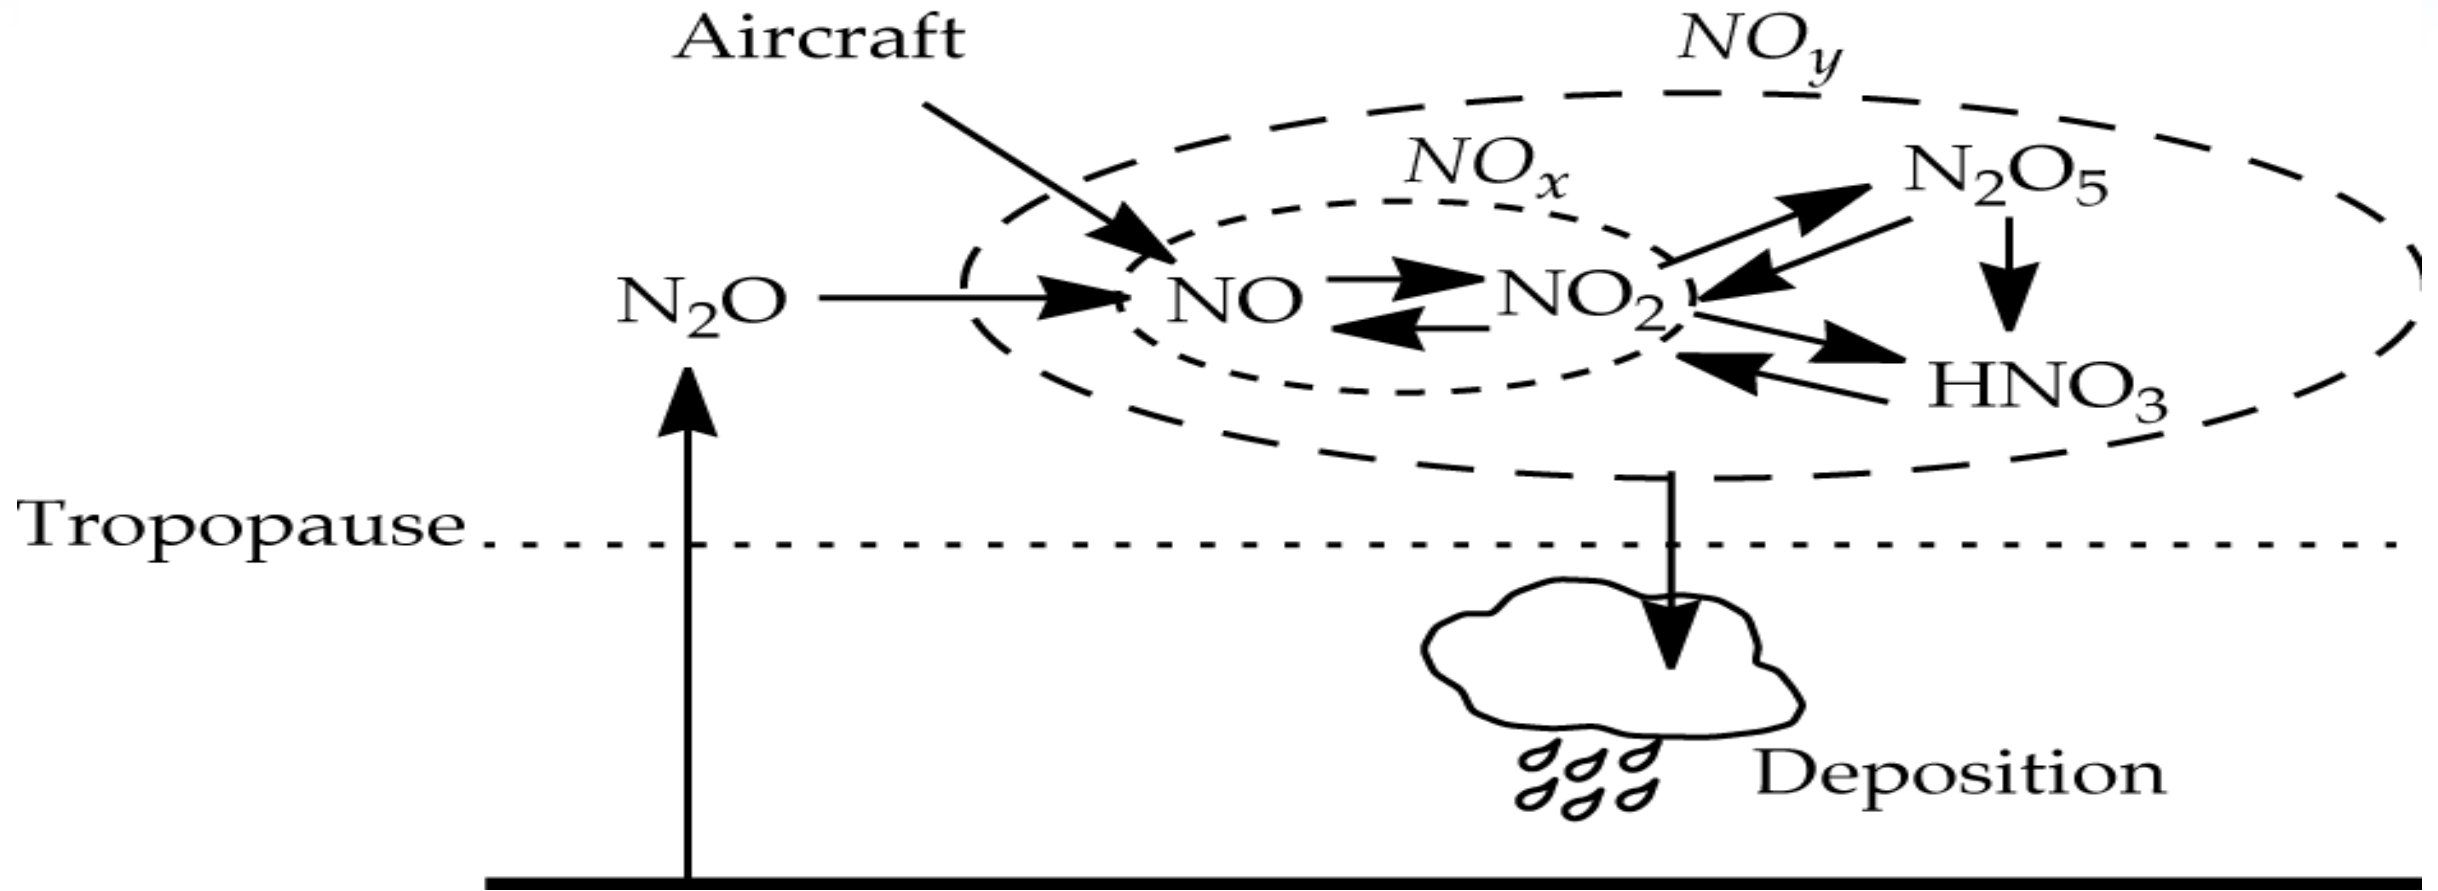 Aircraft
NOy
NOx
N2O5
N2O
NO
NO2
HNO3
Tropopause
Deposition